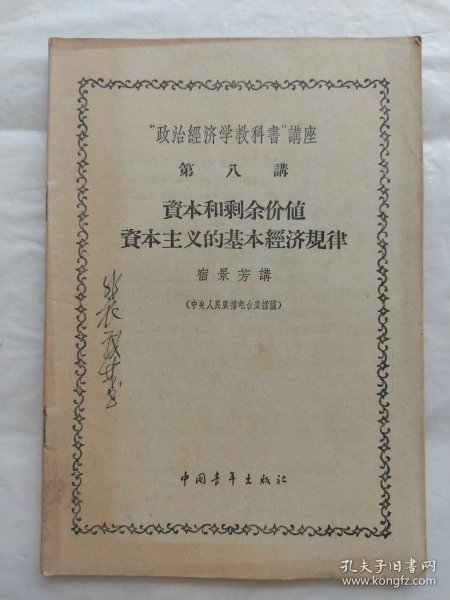 “政治經济学教科書”講座
第八講
資本和剩余价值
資本主义的基本經济規律
宿景芳講
（中央人民廣播电台廣播稿）
中国青年出版社
孔夫子旧书网
www.kongfz.com